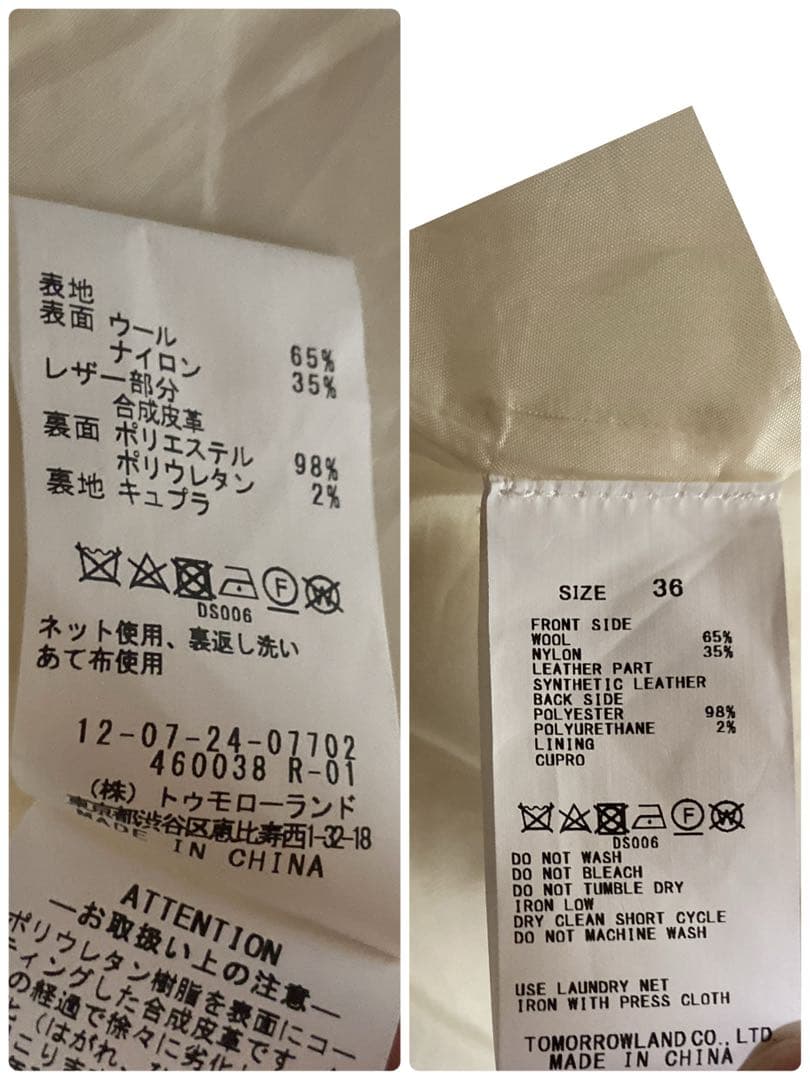 表地
表面 ウール 65%
ナイロン 35%
レザー部分
合成皮革
裏面 ポリエステル 98%
ポリウレタン 2%
裏地 キュプラ
DS006
ネット使用、裏返し洗い
あて布使用
12-07-24-07702
460038 R-01
(株) トゥモローランド
東京都渋谷区恵比寿西1-32-18
MADE IN CHINA
ATTENTION
―お取扱い上の注意―
ポリウレタン樹脂を表面にコー
ティングした合成皮革です
の経過で徐々に劣化し
(はがれ、ひ
SIZE 36
FRONT SIDE
WOOL 65%
NYLON 35%
LEATHER PART
SYNTHETIC LEATHER
BACK SIDE
POLYESTER 98%
POLYURETHANE 2%
LINING
CUPRO
DS006
DO NOT WASH
DO NOT BLEACH
DO NOT TUMBLE DRY
IRON LOW
DRY CLEAN SHORT CYCLE
DO NOT MACHINE WASH
USE LAUNDRY NET
IRON WITH PRESS CLOTH
TOMORROWLAND CO., LTD.
MADE IN CHINA